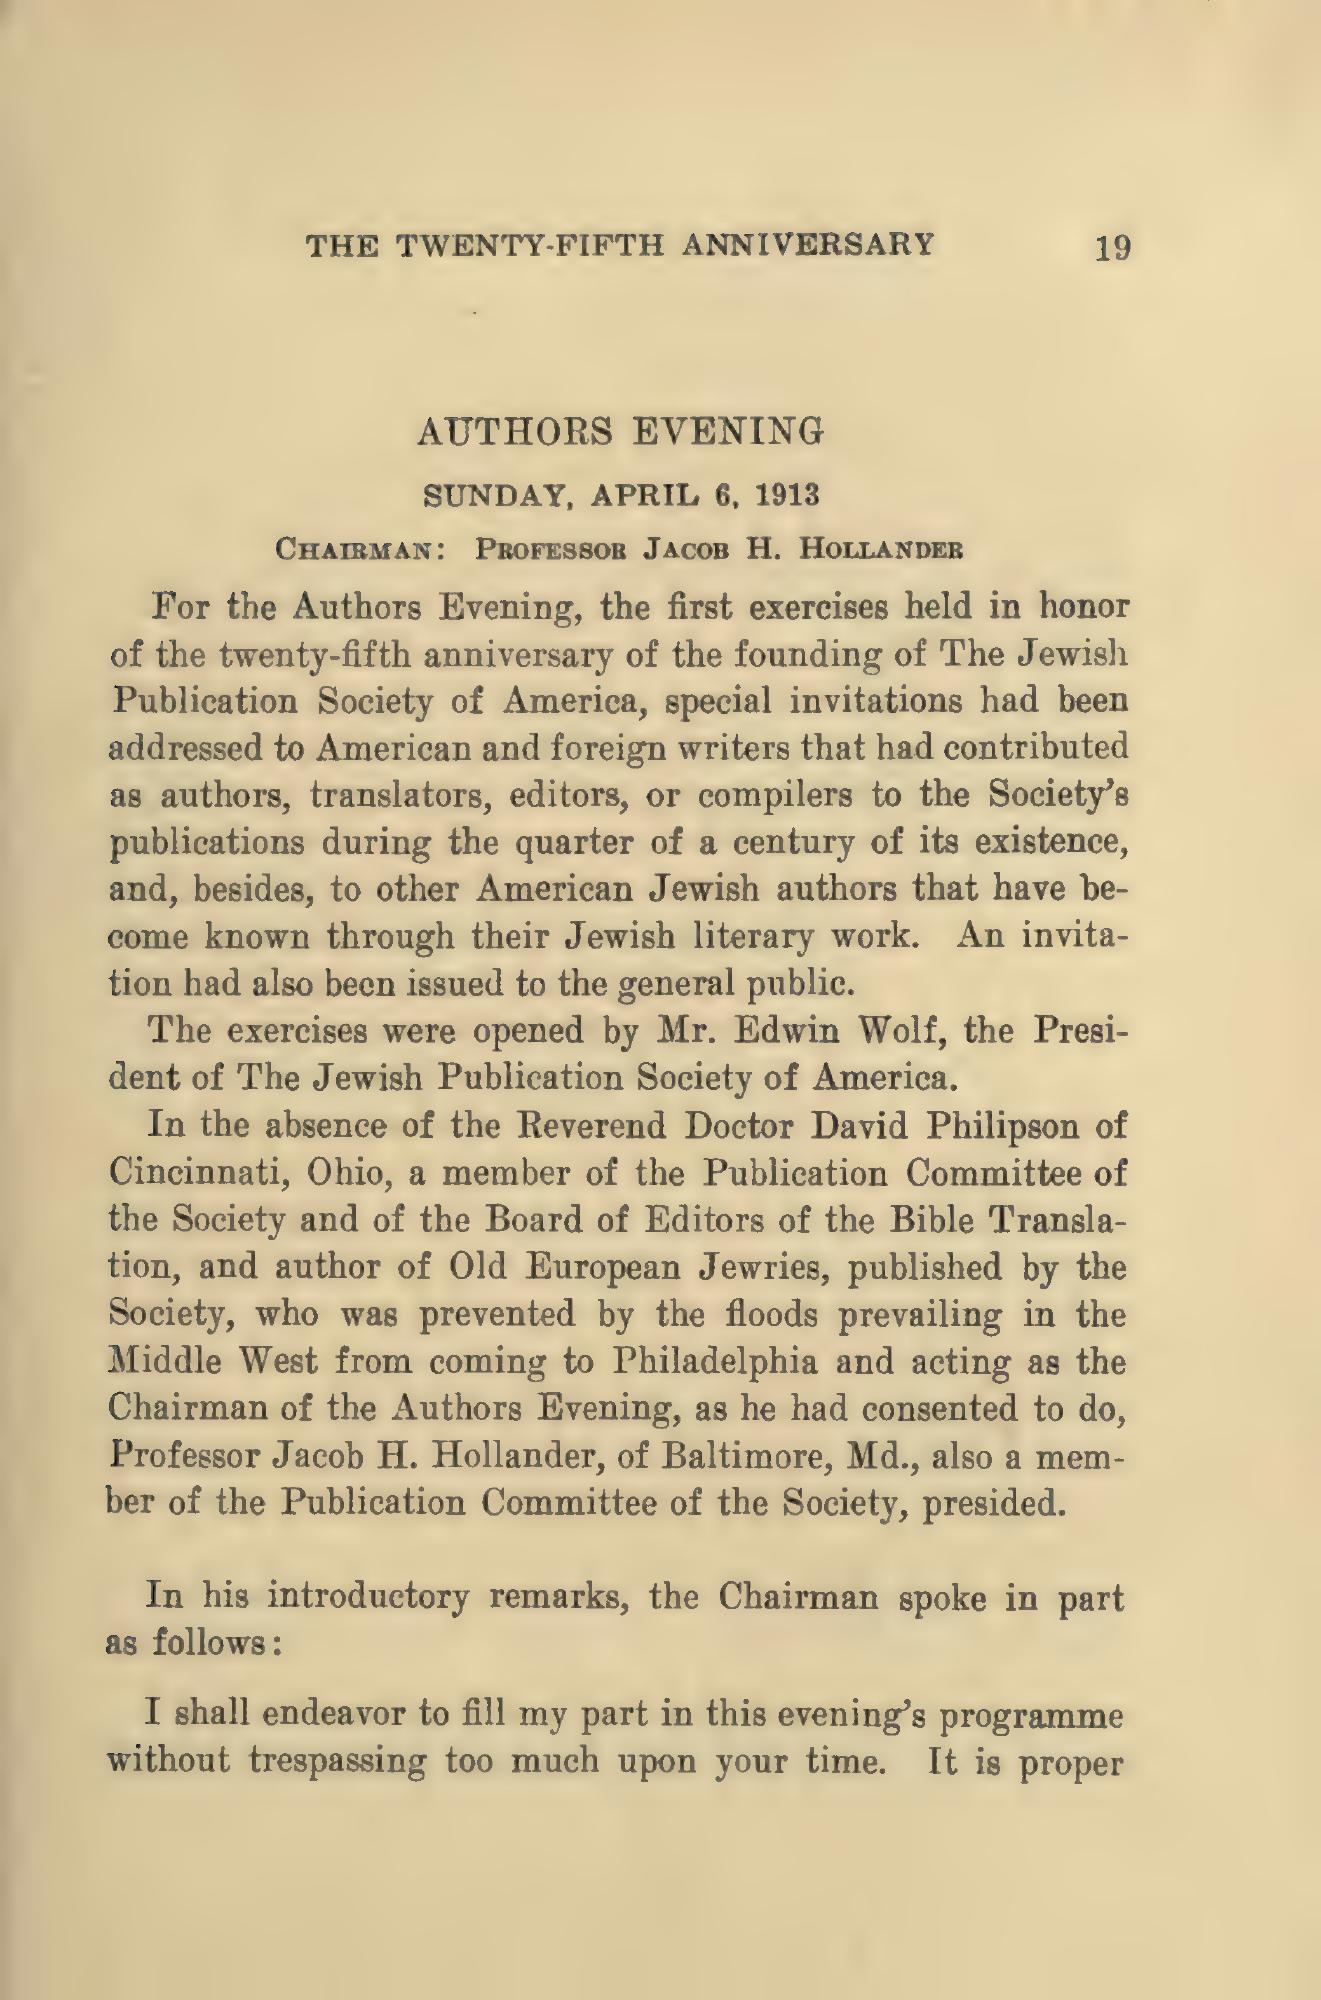 THE TWENTY-FIFTH ANNIVERSARY 19
AUTHORS EVENING
SUNDAY, APRIL 6, 1913
CHAIRMAN: PROFESSOR JACOB H. HOLLANDER
For the Authors Evening, the first exercises held in honor
of the twenty-fifth anniversary of the founding of The Jewish
Publication Society of America, special invitations had been
addressed to American and foreign writers that had contributed
as authors, translators, editors, or compilers to the Society's
publications during the quarter of a century of its existence,
and, besides, to other American Jewish authors that have be-
come known through their Jewish literary work. An invita-
tion had also been issued to the general public.
The exercises were opened by Mr. Edwin Wolf, the Presi-
dent of The Jewish Publication Society of America.
In the absence of the Reverend Doctor David Philipson of
Cincinnati, Ohio, a member of the Publication Committee of
the Society and of the Board of Editors of the Bible Transla-
tion, and author of Old European Jewries, published by the
Society, who was prevented by the floods prevailing in the
Middle West from coming to Philadelphia and acting as the
Chairman of the Authors Evening, as he had consented to do,
Professor Jacob H. Hollander, of Baltimore, Md., also a mem-
ber of the Publication Committee of the Society, presided.
In his introductory remarks, the Chairman spoke in part
as follows:
I shall endeavor to fill my part in this evening's programme
without trespassing too much upon your time. It is proper